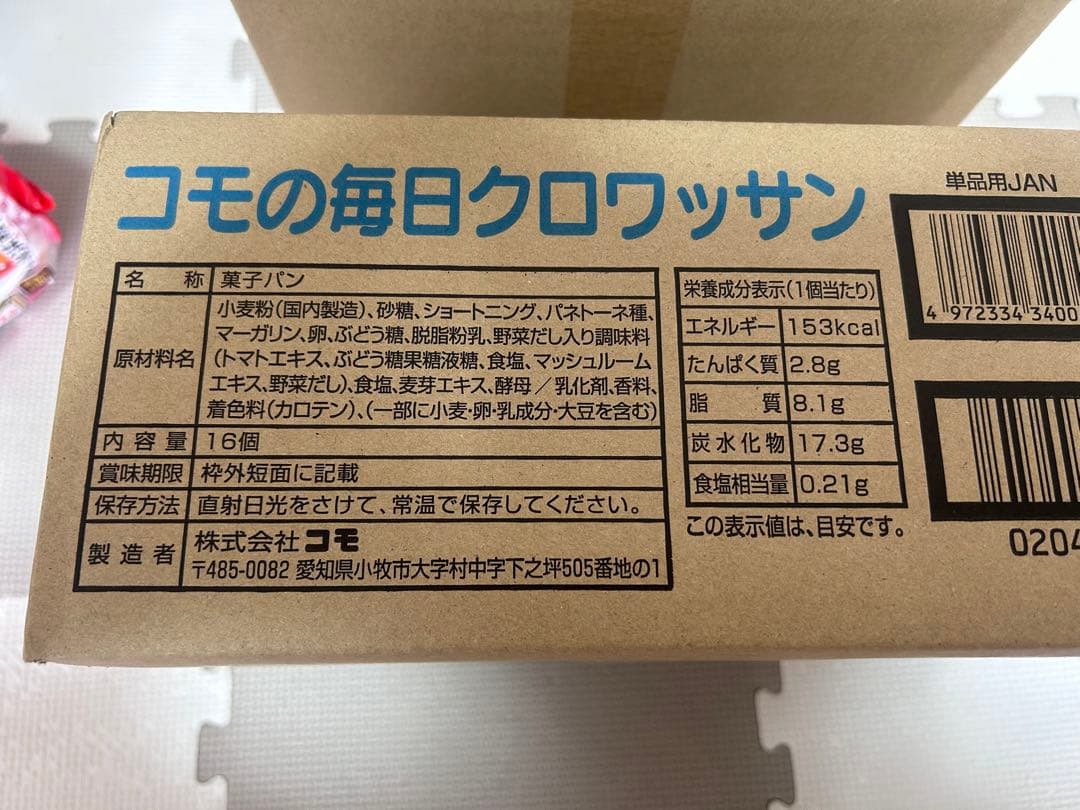 コモの毎日クロワッサン
単品用JAN
4 972334 3400
名称 菓子パン
原材料名 小麦粉(国内製造)、砂糖、ショートニング、パネトーネ種、
マーガリン、卵、ぶどう糖、脱脂粉乳、野菜だし入り調味料
(トマトエキス、ぶどう糖果糖液糖、食塩、マッシュルーム
エキス、野菜だし)、食塩、麦芽エキス、酵母/乳化剤、香料、
着色料(カロテン)、(一部に小麦・卵・乳成分・大豆を含む)
内容量 16個
賞味期限 枠外短面に記載
保存方法 直射日光をさけて、常温で保存してください。
製造者 株式会社コモ
〒485-0082 愛知県小牧市大字村中字下之坪505番地の1
栄養成分表示(1個当たり)
エネルギー 153kcal
たんぱく質 2.8g
脂質 8.1g
炭水化物 17.3g
食塩相当量 0.21g
この表示値は、目安です。
0204